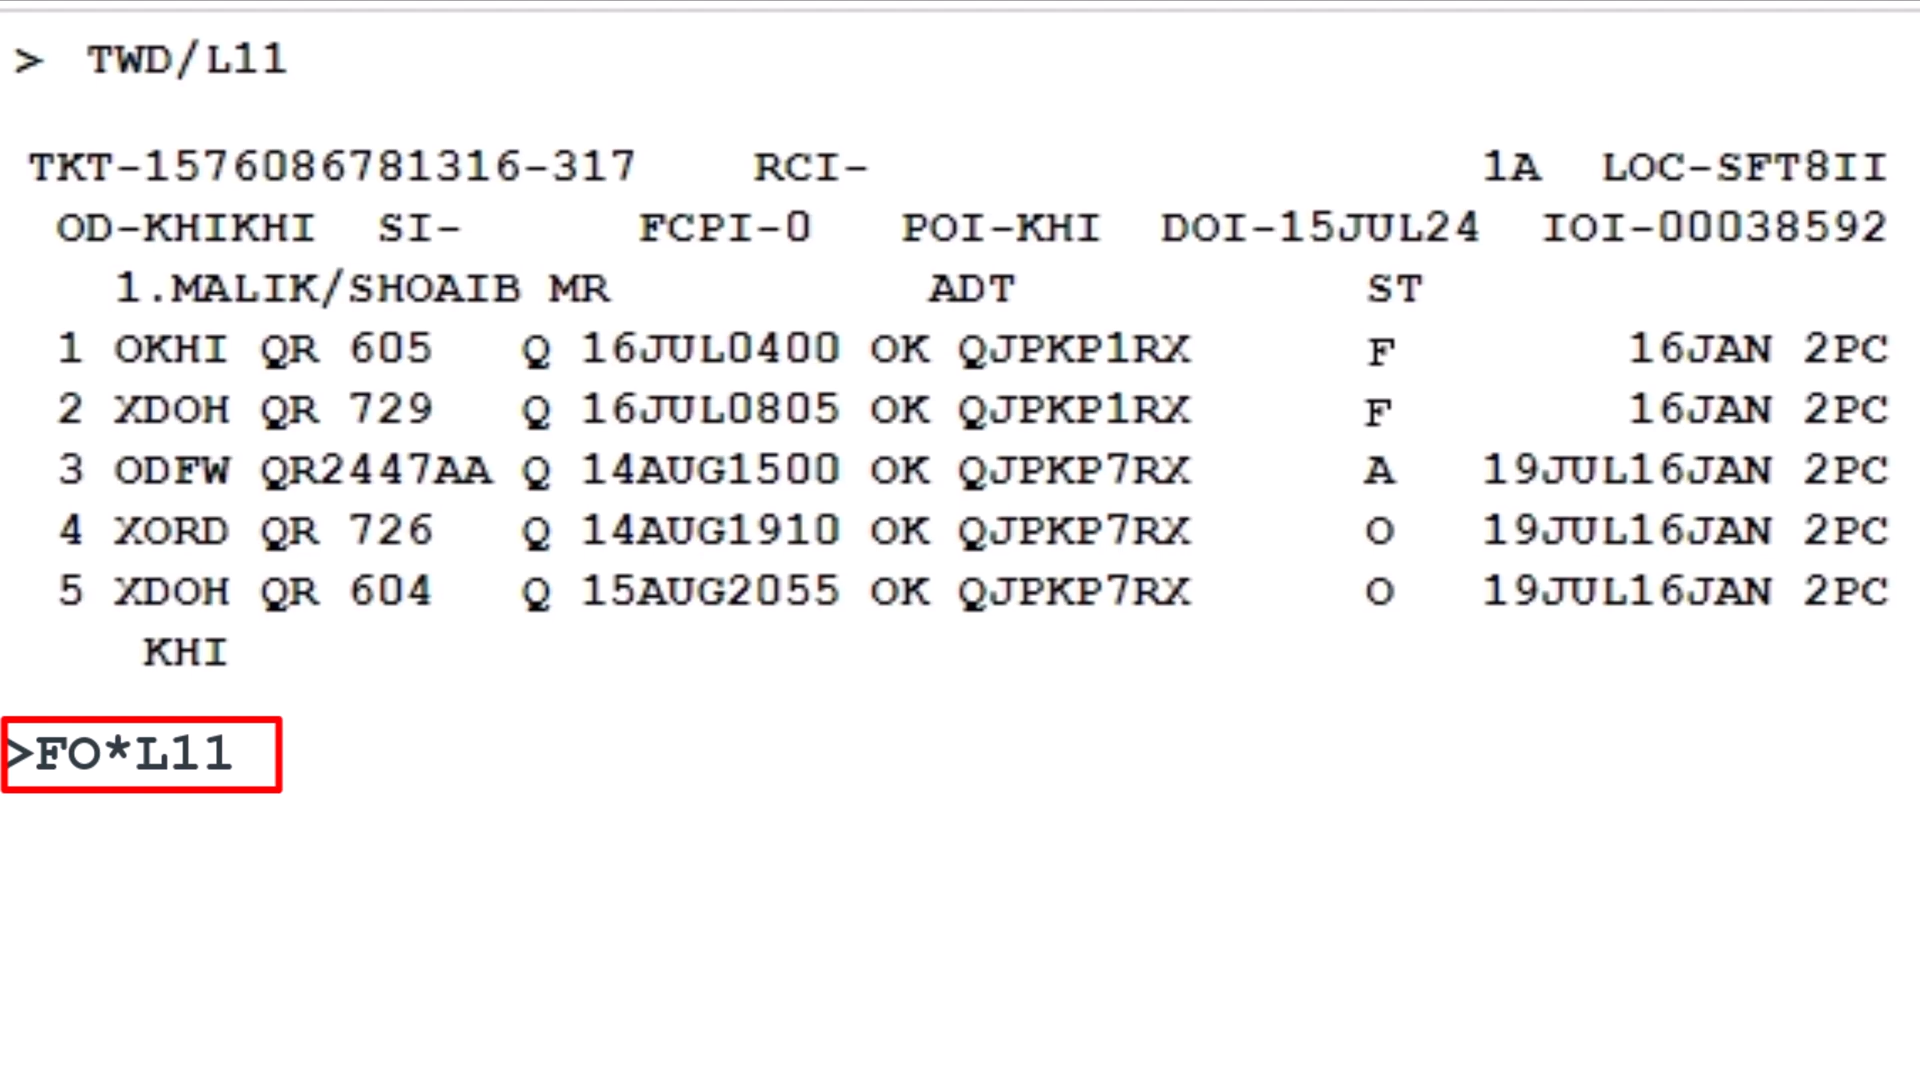 > TWD/L11
TKT-1576086781316-317 RCI- 1A LOC-SFT8II
OD-KHIKHI SI- FCPI-0 POI-KHI DOI-15JUL24 IOI-00038592
1.MALIK/SHOAIB MR ADT ST
1 OKHI QR 605 Q 16JUL0400 OK QJPKP1RX F 16JAN 2PC
2 XDOH QR 729 Q 16JUL0805 OK QJPKP1RX F 16JAN 2PC
3 ODFW QR2447AA Q 14AUG1500 OK QJPKP7RX A 19JUL16JAN 2PC
4 XORD QR 726 Q 14AUG1910 OK QJPKP7RX O 19JUL16JAN 2PC
5 XDOH QR 604 Q 15AUG2055 OK QJPKP7RX O 19JUL16JAN 2PC
KHI
>FO*L11